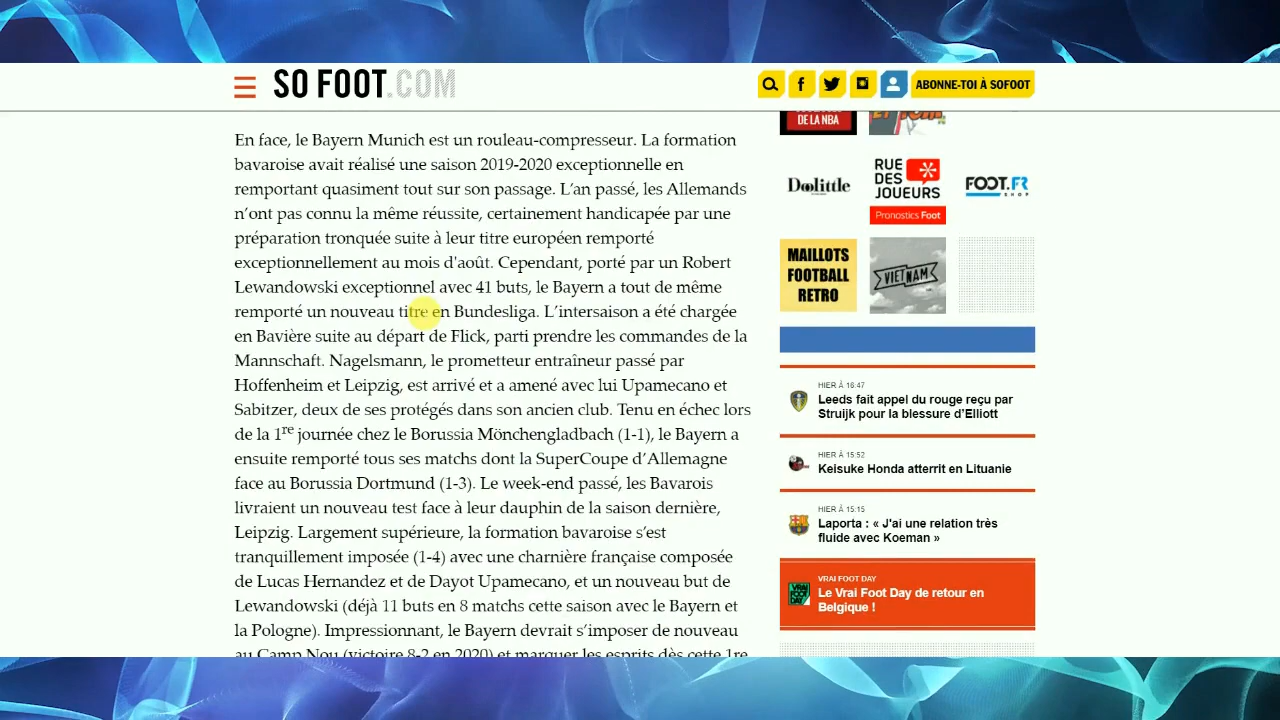 SO FOOT.COM
ABONNE-TOI À SOFOOT
En face, le Bayern Munich est un rouleau-compresseur. La formation
bavaroise avait réalisé une saison 2019-2020 exceptionnelle en
remportant quasiment tout sur son passage. L’an passé, les Allemands
n’ont pas connu la même réussite, certainement handicapée par une
préparation tronquée suite à leur titre européen remporté
exceptionnellement au mois d'août. Cependant, porté par un Robert
Lewandowski exceptionnel avec 41 buts, le Bayern a tout de même
remporté un nouveau titre en Bundesliga. L’intersaison a été chargée
en Bavière suite au départ de Flick, parti prendre les commandes de la
Mannschaft. Nagelsmann, le prometteur entraîneur passé par
Hoffenheim et Leipzig, est arrivé et a amené avec lui Upamecano et
Sabitzer, deux de ses protégés dans son ancien club. Tenu en échec lors
de la 1re journée chez le Borussia Mönchengladbach (1-1), le Bayern a
ensuite remporté tous ses matchs dont la SuperCoupe d’Allemagne
face au Borussia Dortmund (1-3). Le week-end passé, les Bavarois
livraient un nouveau test face à leur dauphin de la saison dernière,
Leipzig. Largement supérieure, la formation bavaroise s’est
tranquillement imposée (1-4) avec une charnière française composée
de Lucas Hernandez et de Dayot Upamecano, et un nouveau but de
Lewandowski (déjà 11 buts en 8 matchs cette saison avec le Bayern et
la Pologne). Impressionnant, le Bayern devrait s’imposer de nouveau
au Camp Nou (victoire 8-2 en 2020) et marquer les esprits dès cette 1re
DE LA NBA
Dolittle
RUE
DES
JOUEURS
Pronostics Foot
FOOT.FR
SHOP
MAILLOTS
FOOTBALL
RETRO
VIETNAM
HIER À 16:47
Leeds fait appel du rouge reçu par
Struijk pour la blessure d’Elliott
HIER À 15:52
Keisuke Honda atterrit en Lituanie
HIER À 15:15
Laporta : « J'ai une relation très
fluide avec Koeman »
VRAI FOOT DAY
Le Vrai Foot Day de retour en
Belgique !